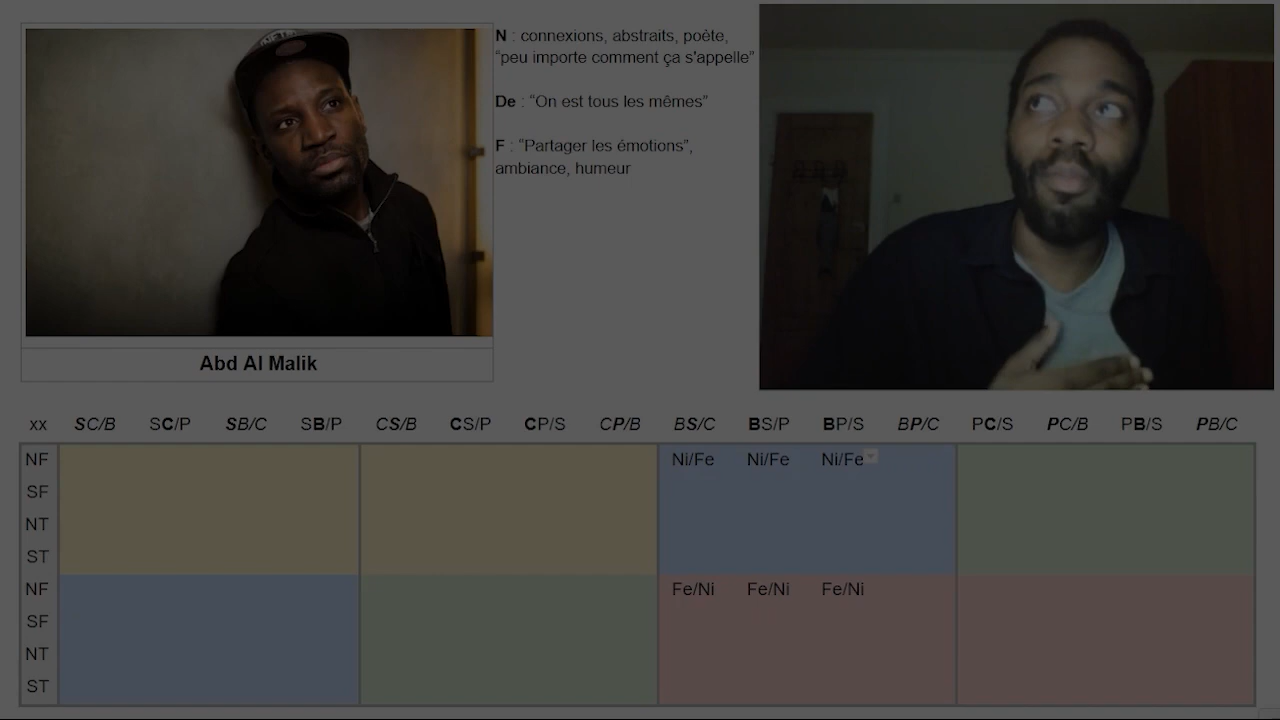 N : connexions, abstraits, poète,
“peu importe comment ça s'appelle”
De : “On est tous les mêmes”
F : “Partager les émotions”,
ambiance, humeur
Abd Al Malik
xx SC/B SC/P SB/C SB/P CS/B CS/P CP/S CP/B BS/C BS/P BP/S BP/C PC/S PC/B PB/S PB/C
NF Ni/Fe Ni/Fe Ni/Fe
SF
NT
ST
NF Fe/Ni Fe/Ni Fe/Ni
SF
NT
ST